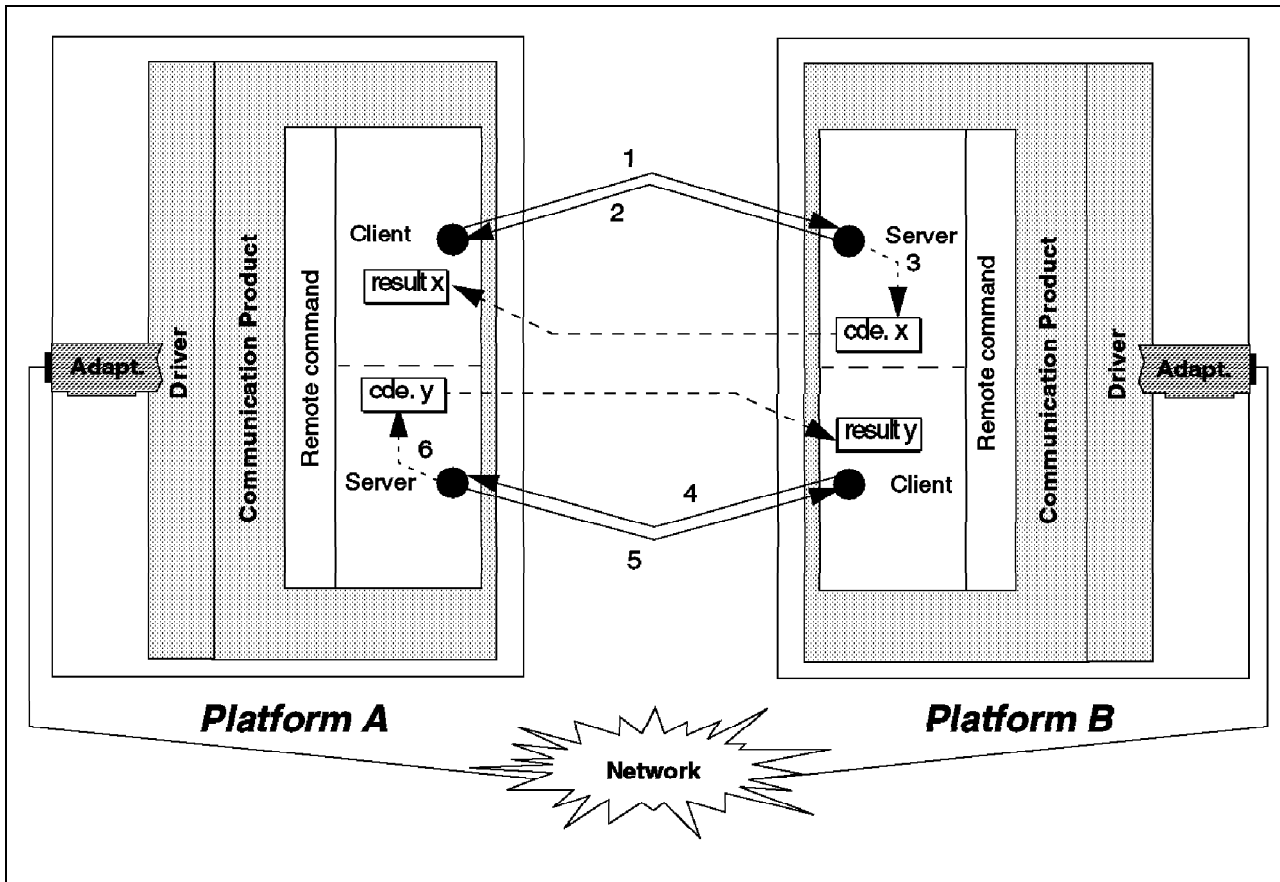 1
2
Client
Server
3
result x
cde. x
Adapt.
Driver
Communication Product
Remote command
Remote command
Communication Product
Driver
Adapt.
cde. y
result y
6
Server
4
Client
5
Platform A
Platform B
Network